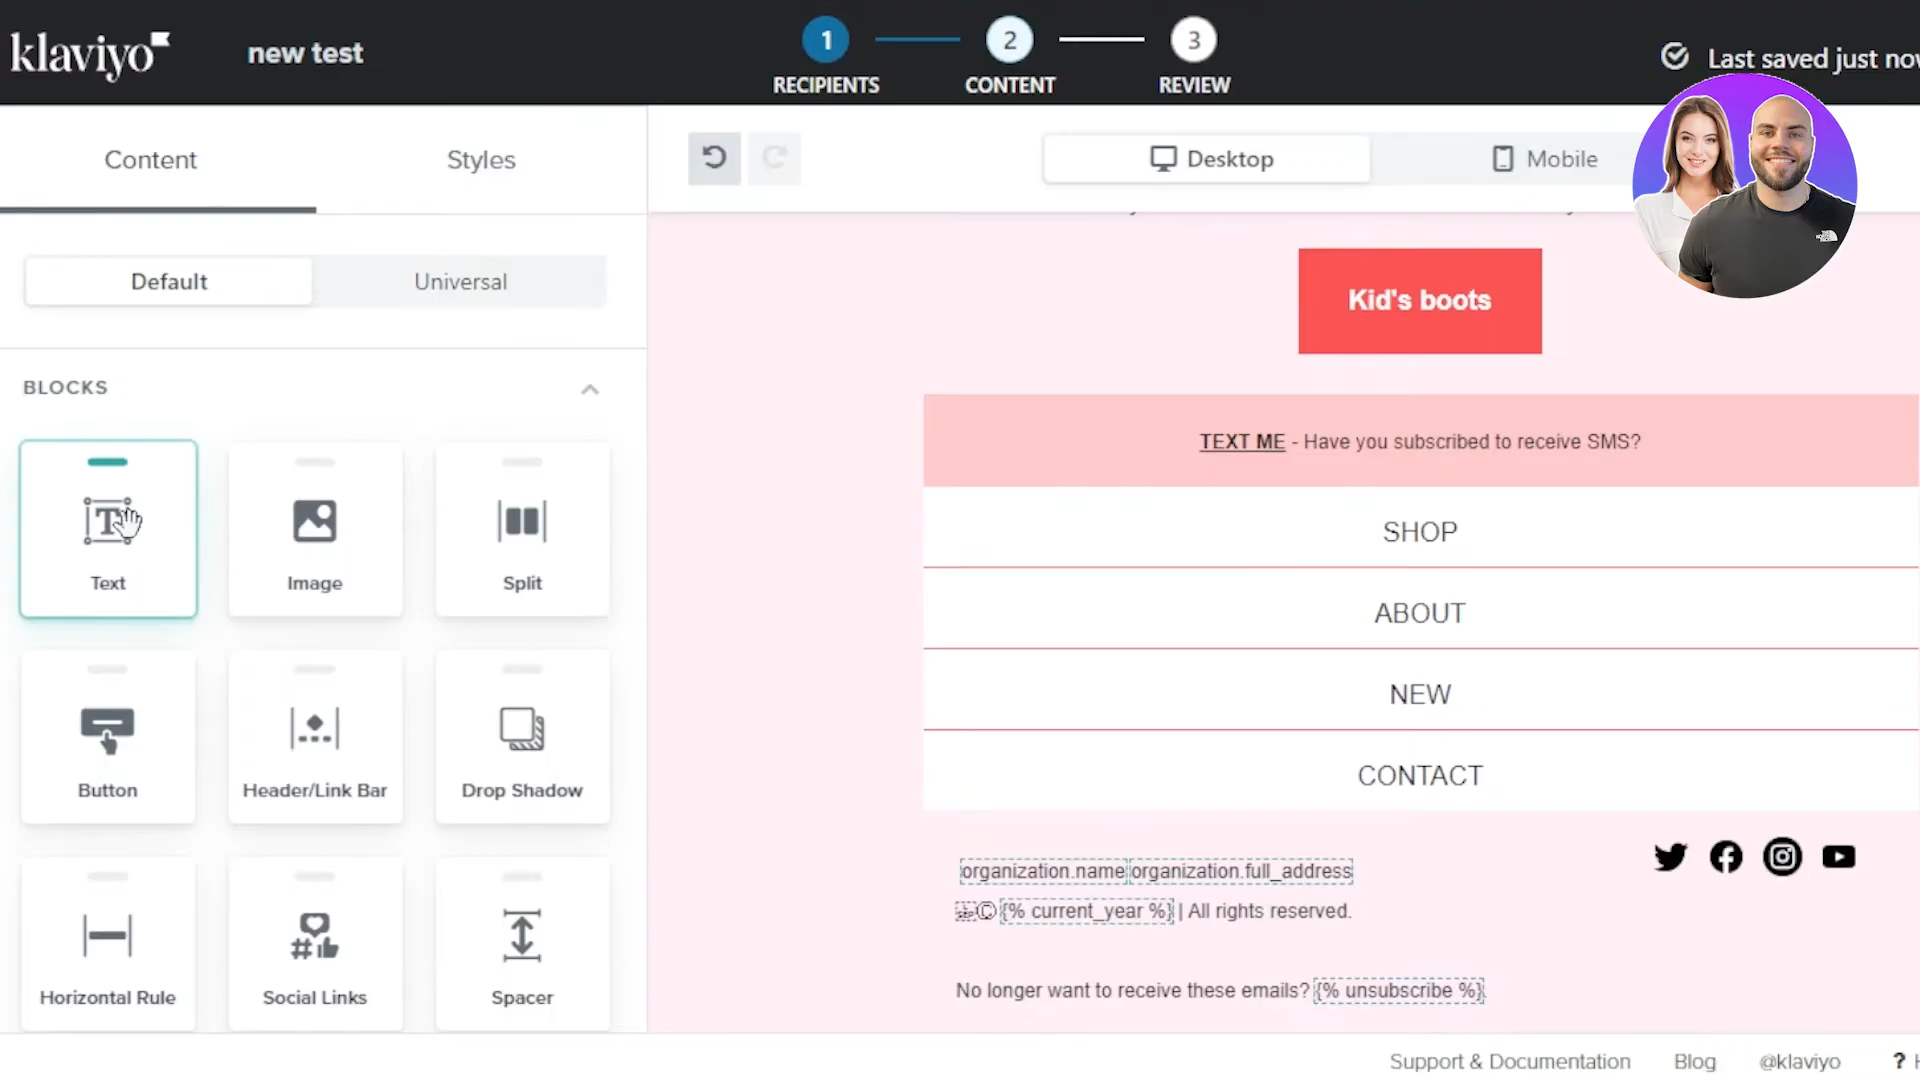 klaviyo
new test
1
2
3
RECIPIENTS
CONTENT
REVIEW
Last saved just now
Content
Styles
Desktop
Mobile
Default
Universal
Kid's boots
BLOCKS
TEXT ME - Have you subscribed to receive SMS?
Text
Image
Split
SHOP
ABOUT
NEW
CONTACT
Button
Header/Link Bar
Drop Shadow
organization.name organization.full_address
© {% current_year %} | All rights reserved.
Horizontal Rule
Social Links
Spacer
No longer want to receive these emails? {% unsubscribe %}.
Support & Documentation
Blog
@klaviyo
? H